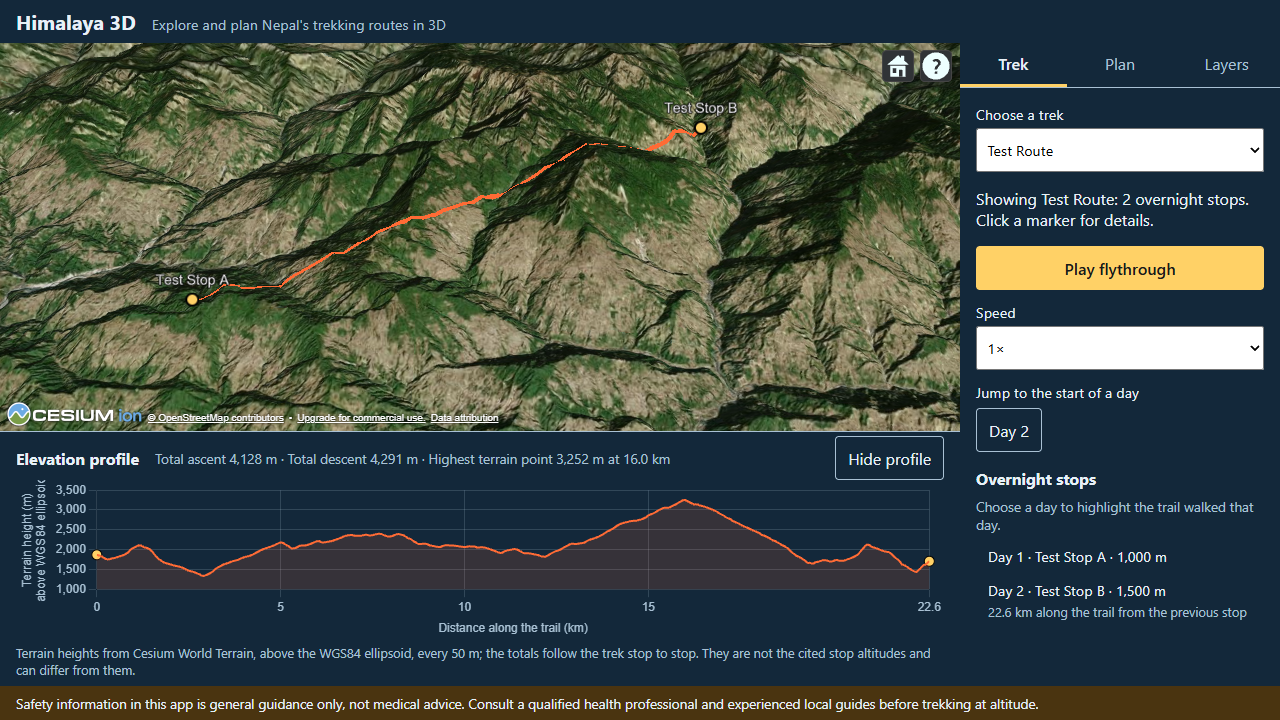 Himalaya 3D Explore and plan Nepal's trekking routes in 3D
Trek Plan Layers
?
Test Stop B
Test Stop A
CESIUM ion © OpenStreetMap contributors • Upgrade for commercial use. Data attribution
Choose a trek
Test Route
Showing Test Route: 2 overnight stops.
Click a marker for details.
Play flythrough
Speed
1×
Jump to the start of a day
Day 2
Overnight stops
Choose a day to highlight the trail walked that
day.
Day 1 · Test Stop A · 1,000 m
Day 2 · Test Stop B · 1,500 m
22.6 km along the trail from the previous stop
Elevation profile Total ascent 4,128 m · Total descent 4,291 m · Highest terrain point 3,252 m at 16.0 km
Hide profile
Terrain height (m)
above WGS84 ellipsoid
3,500
3,000
2,500
2,000
1,500
1,000
0 5 10 15 22.6
Distance along the trail (km)
Terrain heights from Cesium World Terrain, above the WGS84 ellipsoid, every 50 m; the totals follow the trek stop to stop. They are not the cited stop altitudes and
can differ from them.
Safety information in this app is general guidance only, not medical advice. Consult a qualified health professional and experienced local guides before trekking at altitude.